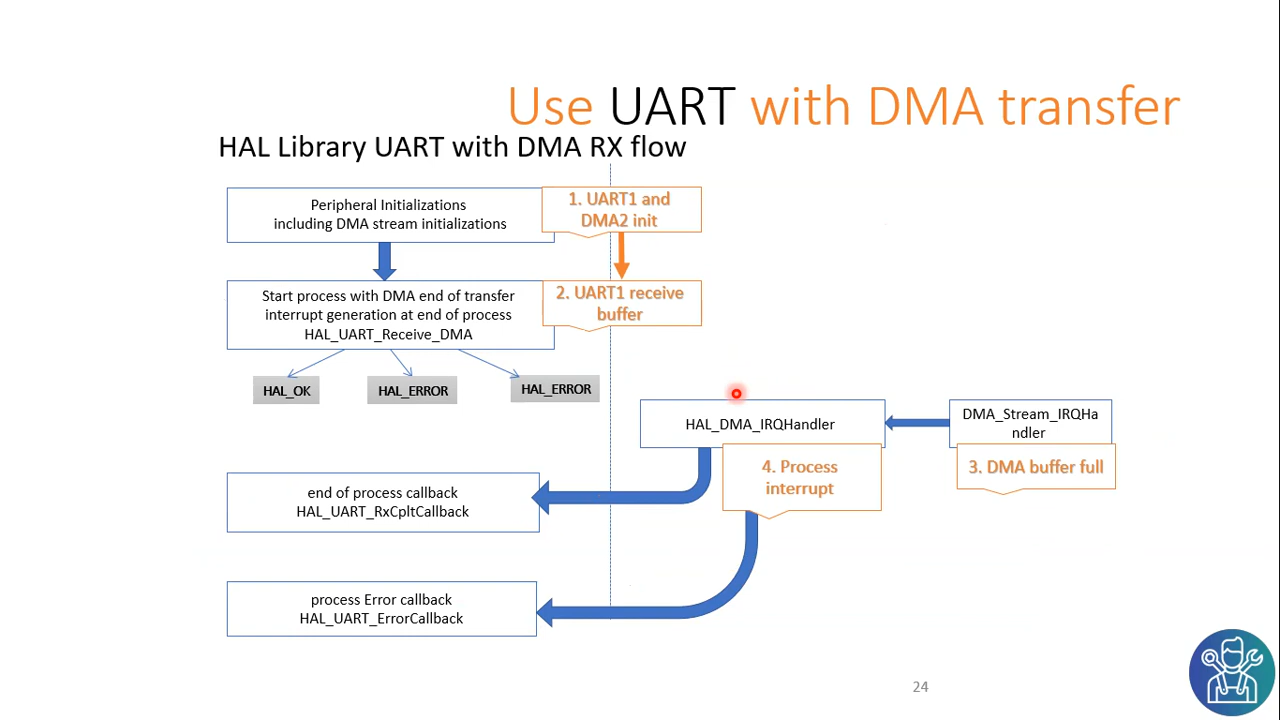 Use UART with DMA transfer
HAL Library UART with DMA RX flow
Peripheral Initializations
including DMA stream initializations
1. UART1 and
DMA2 init
Start process with DMA end of transfer
interrupt generation at end of process
HAL_UART_Receive_DMA
2. UART1 receive
buffer
HAL_OK
HAL_ERROR
HAL_ERROR
HAL_DMA_IRQHandler
DMA_Stream_IRQHa
ndler
4. Process
interrupt
3. DMA buffer full
end of process callback
HAL_UART_RxCpltCallback
process Error callback
HAL_UART_ErrorCallback
24